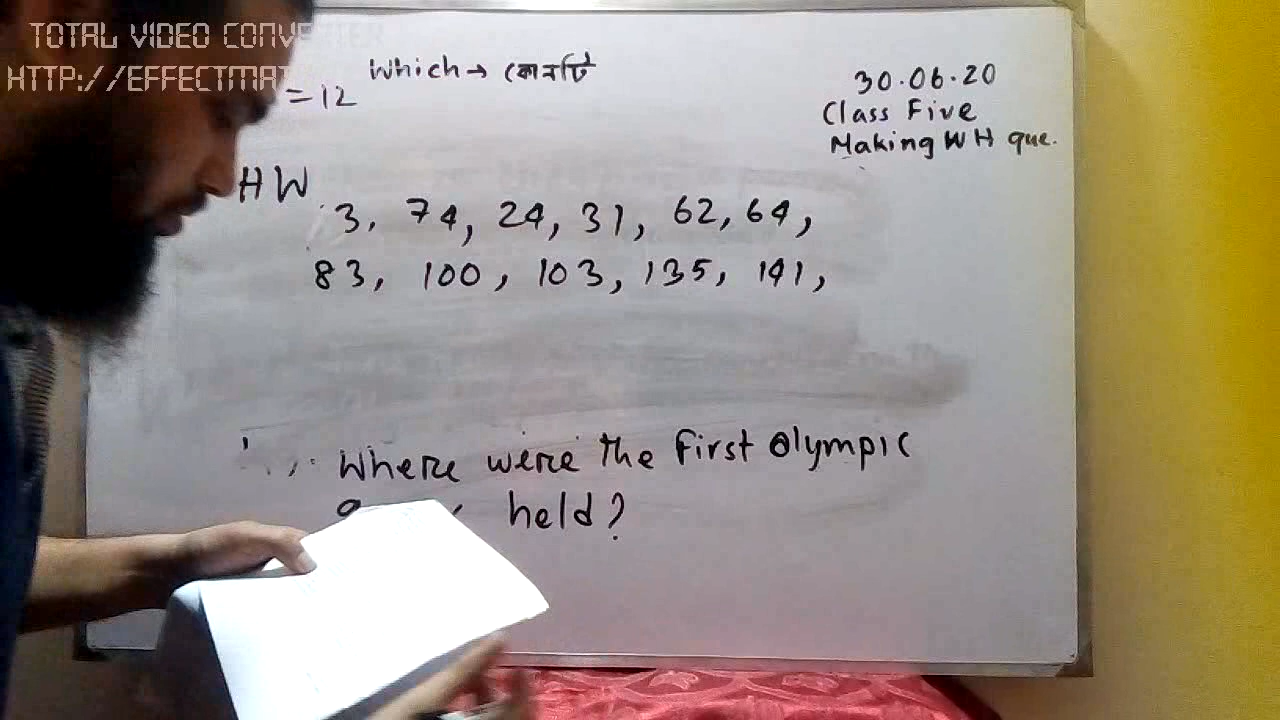 TOTAL VIDEO CONVERTER
HTTP://EFFECTMAT
Which → কোনটি
= 12
30.06.20
Class Five
Making WH que.
HW
3, 74, 24, 31, 62, 64,
83, 100, 103, 135, 141,
Where were the First Olympic
held?